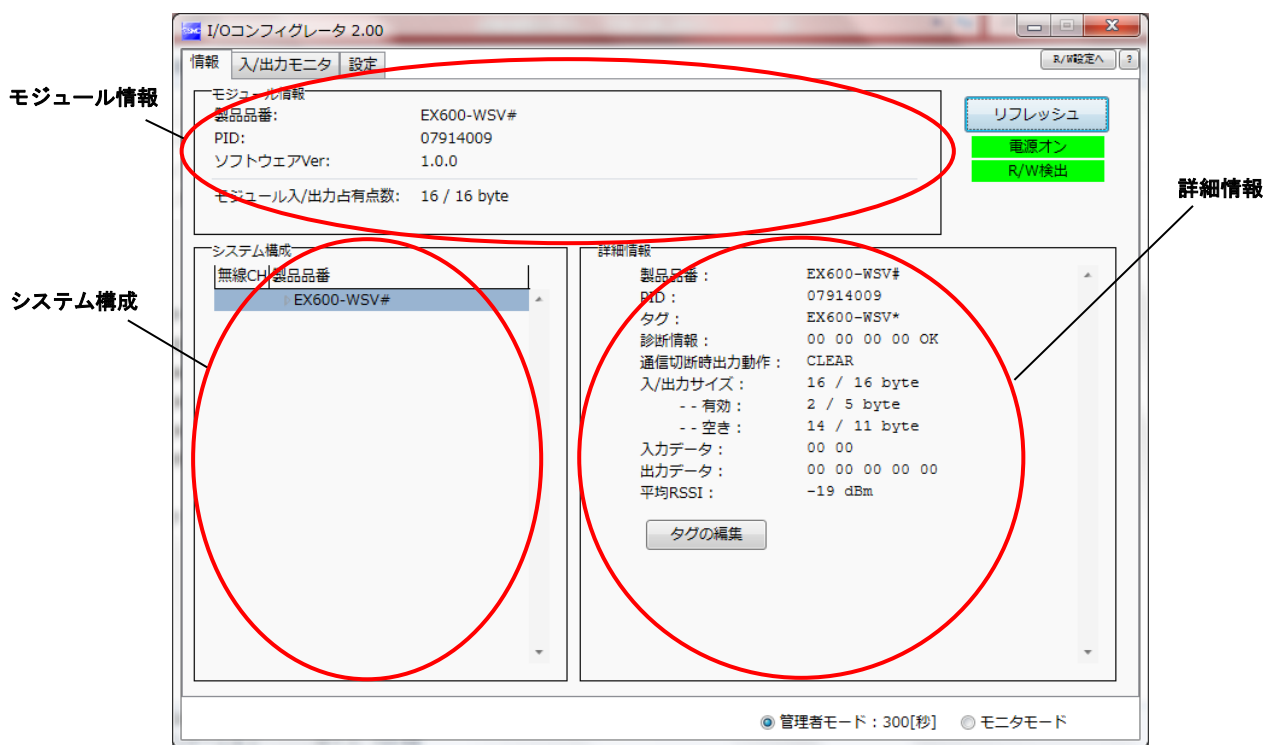 I/Oコンフィグレータ 2.00
情報 入/出力モニタ 設定
R/W設定へ ?
モジュール情報
モジュール情報
製品品番: EX600-WSV#
PID: 07914009
ソフトウェアVer: 1.0.0
モジュール入/出力占有点数: 16 / 16 byte
リフレッシュ
電源オン
R/W検出
詳細情報
システム構成
システム構成
無線CH 製品品番
EX600-WSV#
詳細情報
製品品番： EX600-WSV#
PID： 07914009
タグ： EX600-WSV*
診断情報： 00 00 00 00 OK
通信切断時出力動作： CLEAR
入/出力サイズ： 16 / 16 byte
- - 有効： 2 / 5 byte
- - 空き： 14 / 11 byte
入力データ： 00 00
出力データ： 00 00 00 00 00
平均RSSI： -19 dBm
タグの編集
管理者モード：300[秒] モニタモード